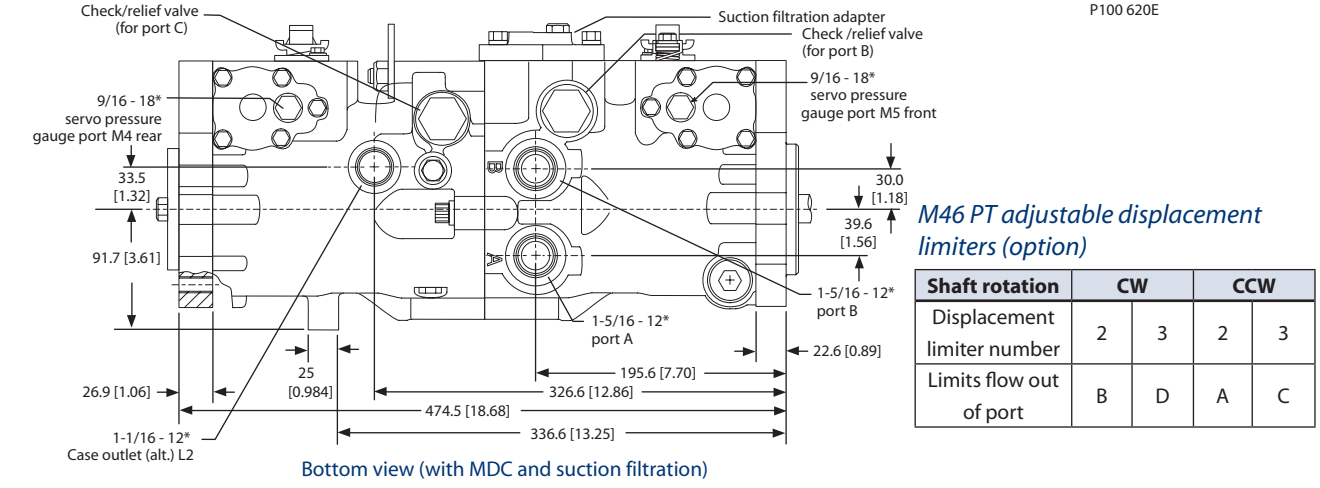 P100 620E
Check/relief valve
(for port C)
Suction filtration adapter
Check /relief valve
(for port B)
9/16 - 18*
servo pressure
gauge port M4 rear
9/16 - 18*
servo pressure
gauge port M5 front
33.5
[1.32]
91.7 [3.61]
30.0
[1.18]
39.6
[1.56]
B
A
1-5/16 - 12*
port B
1-5/16 - 12*
port A
22.6 [0.89]
25
[0.984]
195.6 [7.70]
26.9 [1.06]
326.6 [12.86]
474.5 [18.68]
336.6 [13.25]
1-1/16 - 12*
Case outlet (alt.) L2
Bottom view (with MDC and suction filtration)
M46 PT adjustable displacement
limiters (option)
Shaft rotation CW CCW
Displacement
limiter number 2 3 2 3
Limits flow out
of port B D A C